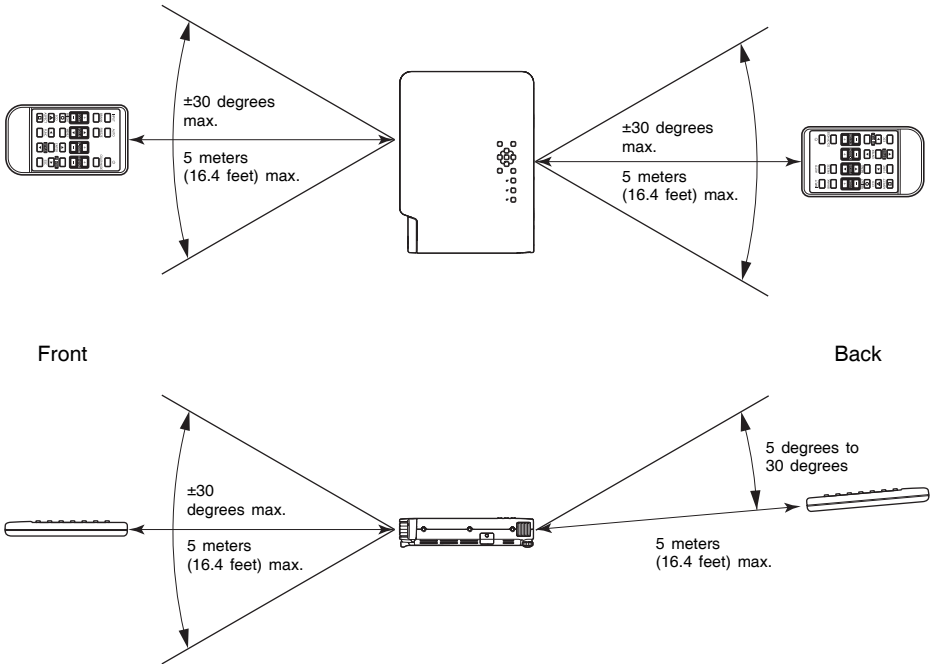 ±30 degrees
max.
5 meters
(16.4 feet) max.
±30 degrees
max.
5 meters
(16.4 feet) max.
Front
Back
±30
degrees max.
5 meters
(16.4 feet) max.
5 degrees to
30 degrees
5 meters
(16.4 feet) max.